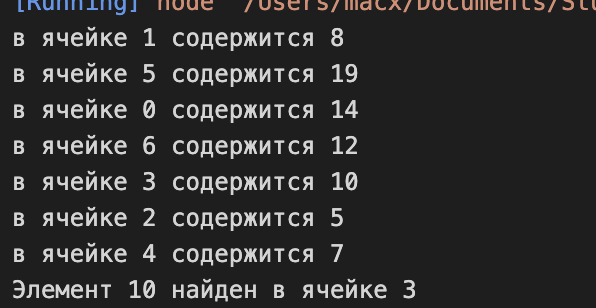 [Running] node "/Users/macx/Documents/Stu
в ячейке 1 содержится 8
в ячейке 5 содержится 19
в ячейке 0 содержится 14
в ячейке 6 содержится 12
в ячейке 3 содержится 10
в ячейке 2 содержится 5
в ячейке 4 содержится 7
Элемент 10 найден в ячейке 3